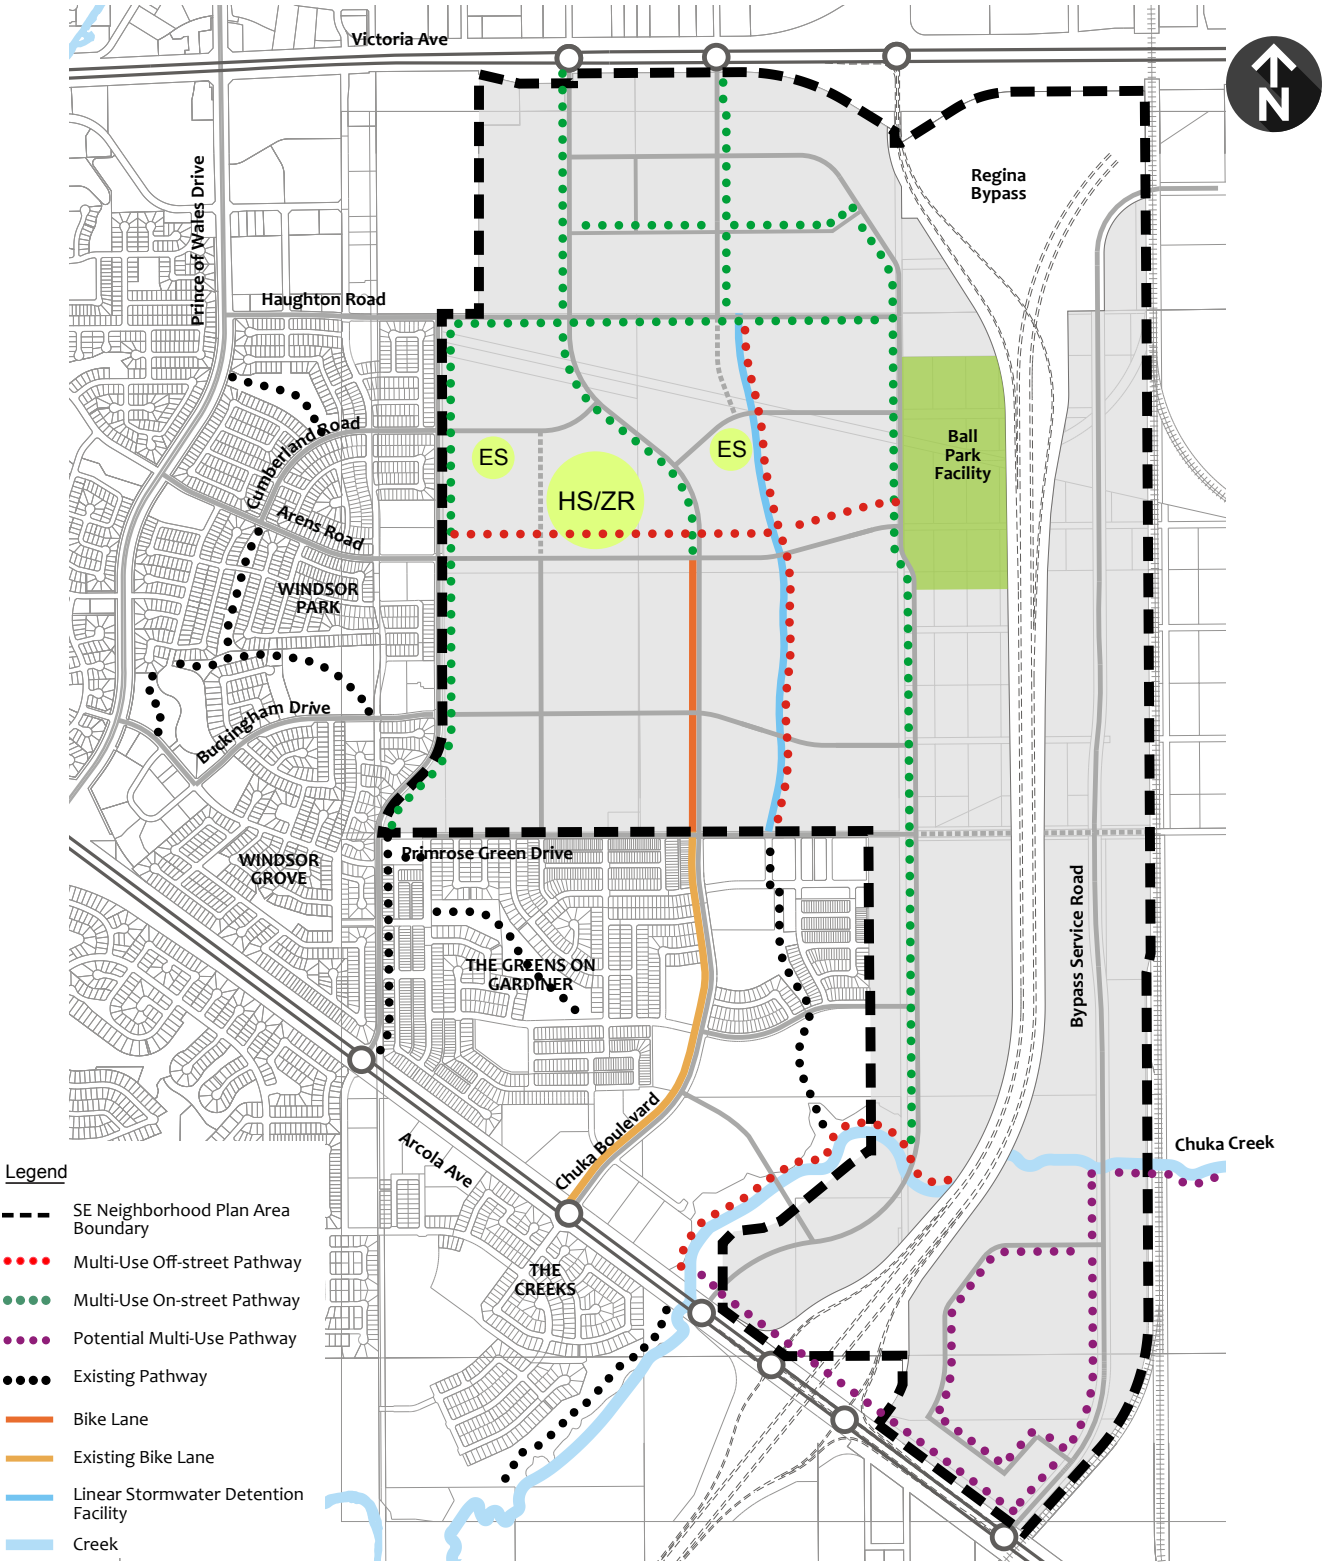 Victoria Ave
N
Prince of Wales Drive
Regina
Bypass
Haughton Road
Cumberland Road
ES
ES
HS/ZR
Ball
Park
Facility
Arens Road
WINDSOR
PARK
Buckingham Drive
WINDSOR
GROVE
Primrose Green Drive
THE GREENS ON
GARDINER
Bypass Service Road
Chuka Boulevard
Arcola Ave
Chuka Creek
THE
CREEKS
Legend
SE Neighborhood Plan Area
Boundary
Multi-Use Off-street Pathway
Multi-Use On-street Pathway
Potential Multi-Use Pathway
Existing Pathway
Bike Lane
Existing Bike Lane
Linear Stormwater Detention
Facility
Creek